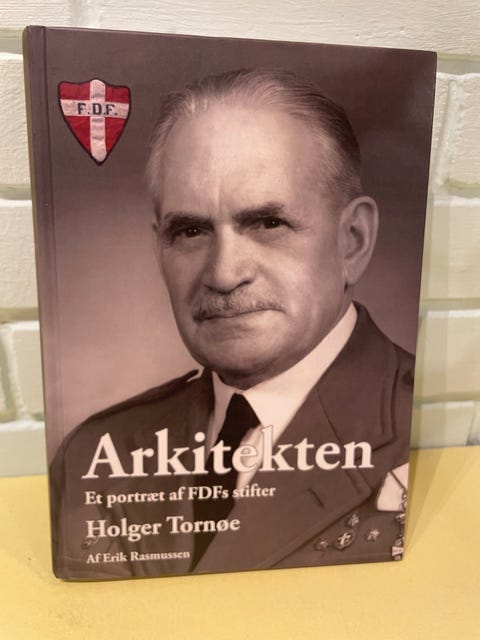 F.D.F.
Arkitekten
Et portræt af FDFs stifter
Holger Tornøe
Af Erik Rasmussen